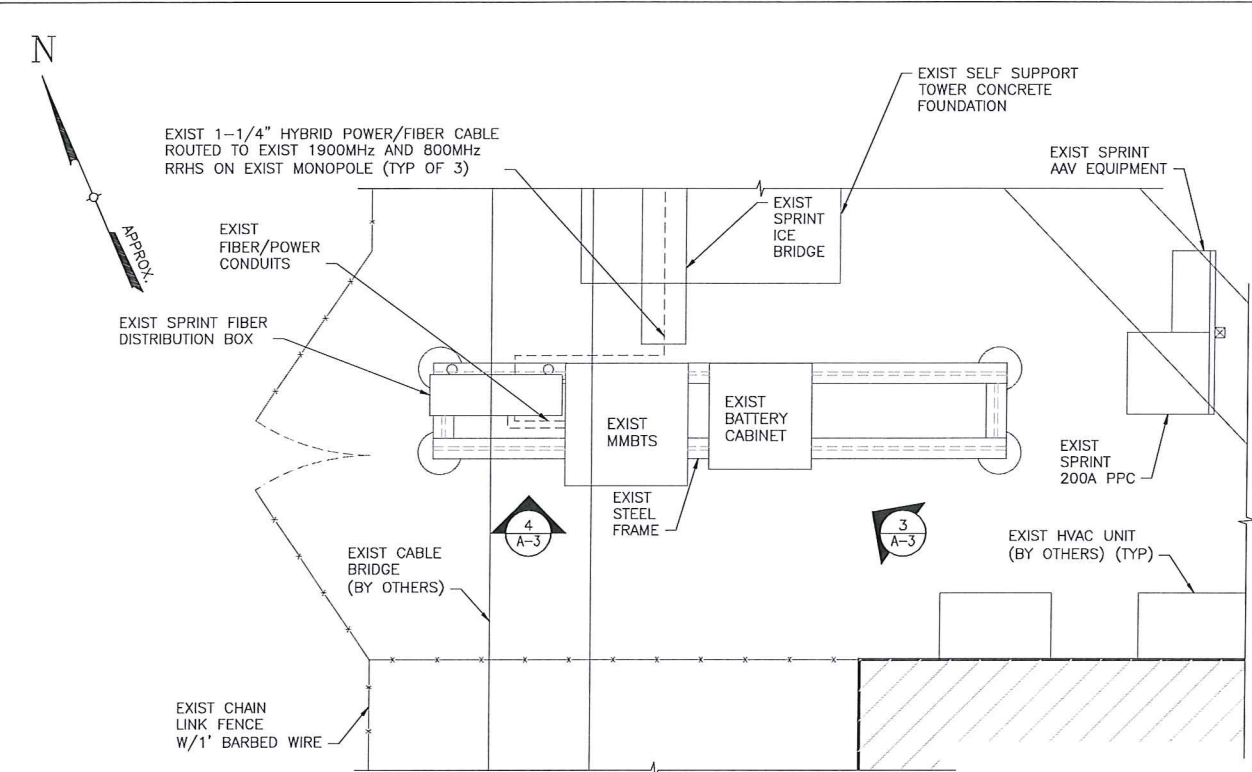 N
APPROX.
EXIST 1-1/4" HYBRID POWER/FIBER CABLE
ROUTED TO EXIST 1900MHz AND 800MHz
RRHS ON EXIST MONOPOLE (TYP OF 3)
EXIST SELF SUPPORT
TOWER CONCRETE
FOUNDATION
EXIST SPRINT
AAV EQUIPMENT
EXIST
SPRINT
ICE
BRIDGE
EXIST
FIBER/POWER
CONDUITS
EXIST SPRINT FIBER
DISTRIBUTION BOX
EXIST
MMBTS
EXIST
BATTERY
CABINET
EXIST
SPRINT
200A PPC
EXIST
STEEL
FRAME
4
A-3
3
A-3
EXIST HVAC UNIT
(BY OTHERS) (TYP)
EXIST CABLE
BRIDGE
(BY OTHERS)
EXIST CHAIN
LINK FENCE
W/1' BARBED WIRE